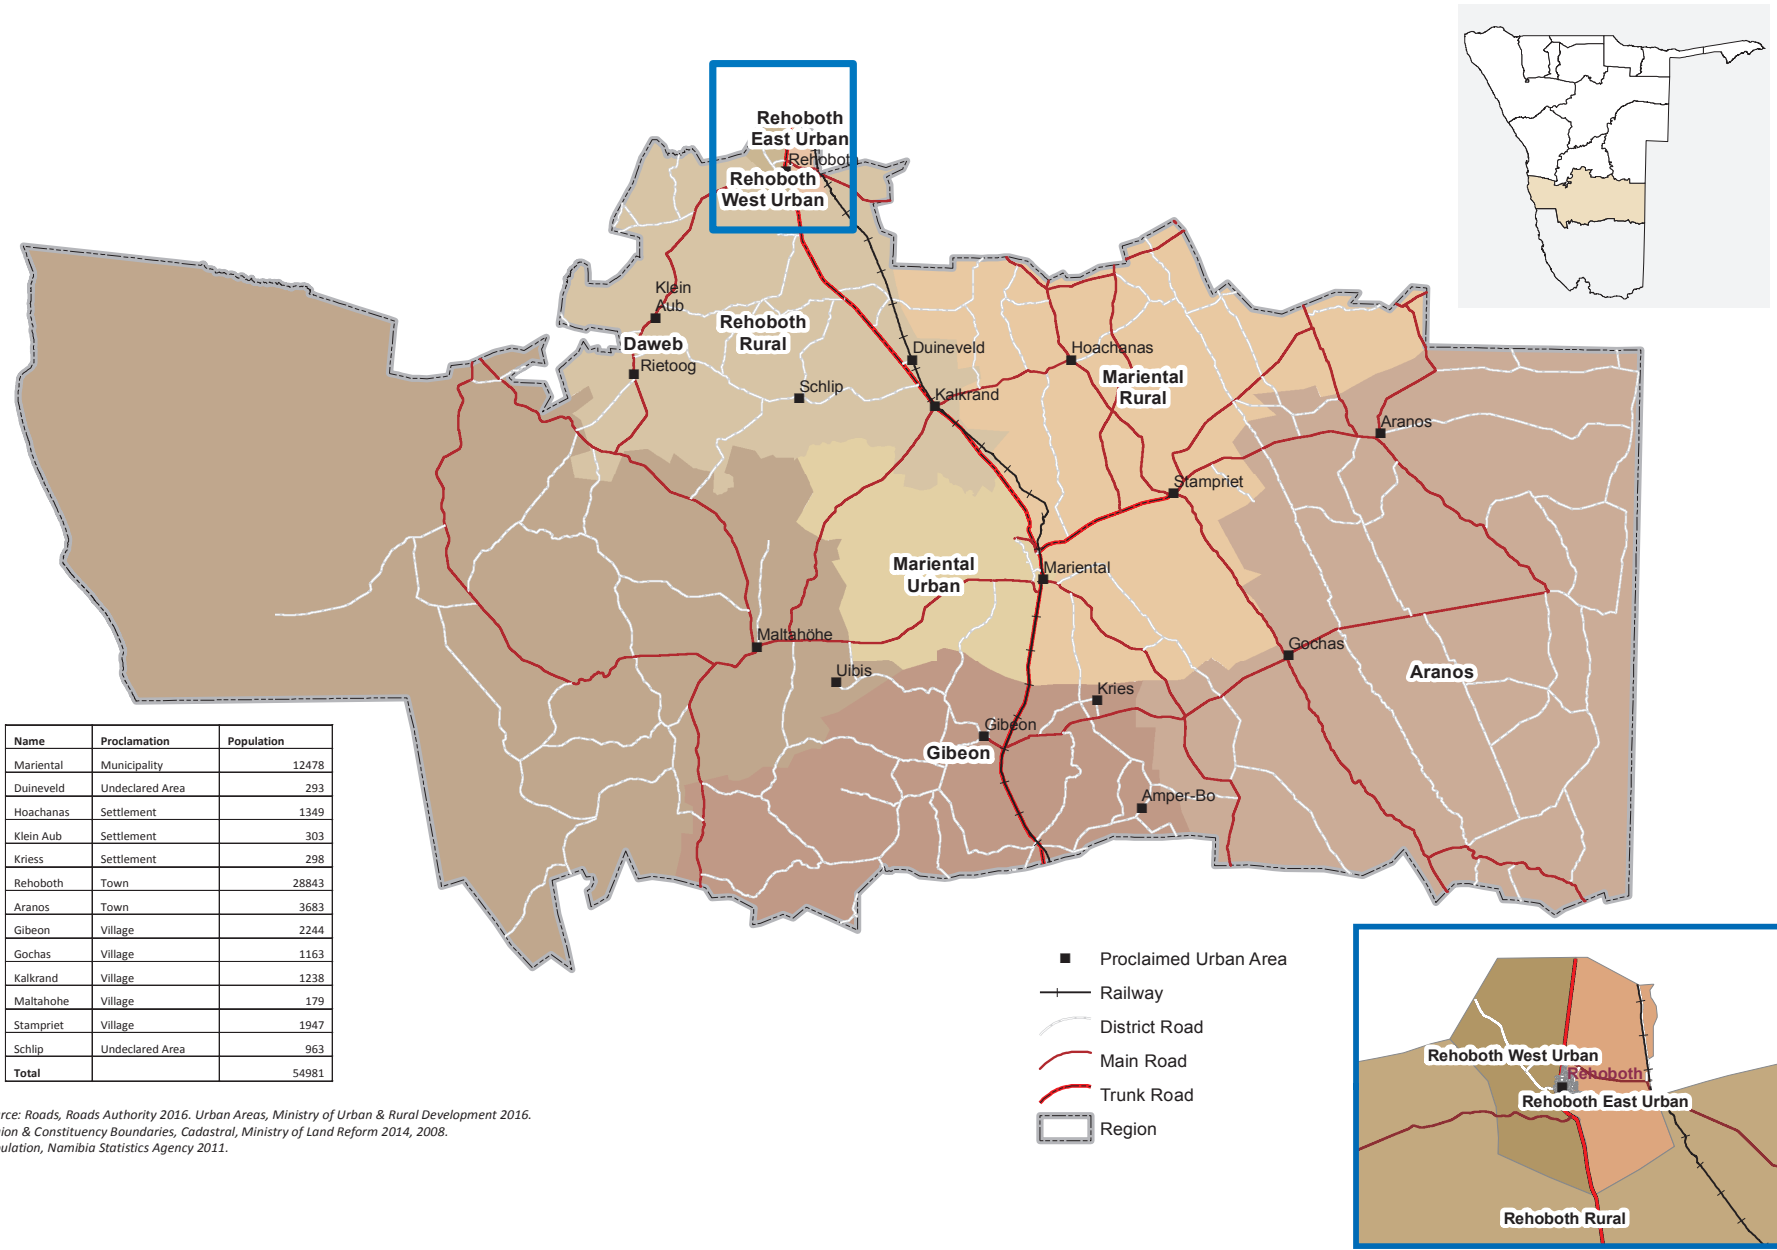 Rehoboth
East Urban
Rehobot
Rehoboth
West Urban
Klein
Aub
Rehoboth
Rural
Daweb
Rietoog
Schlip
Duineveld
Kalkrand
Hoachanas
Mariental
Rural
Aranos
Stampriet
Mariental
Urban
Mariental
Maltahöhe
Uibis
Gochas
Aranos
Kries
Gibeon
Gibeon
Amper-Bo
Name Proclamation Population
Mariental Municipality 12478
Duineveld Undeclared Area 293
Hoachanas Settlement 1349
Klein Aub Settlement 303
Kriess Settlement 298
Rehoboth Town 28843
Aranos Town 3683
Gibeon Village 2244
Gochas Village 1163
Kalkrand Village 1238
Maltahohe Village 179
Stampriet Village 1947
Schlip Undeclared Area 963
Total 54981
rce: Roads, Roads Authority 2016. Urban Areas, Ministry of Urban & Rural Development 2016.
ion & Constituency Boundaries, Cadastral, Ministry of Land Reform 2014, 2008.
ulation, Namibia Statistics Agency 2011.
Proclaimed Urban Area
Railway
District Road
Main Road
Trunk Road
Region
Rehoboth West Urban
Rehoboth
Rehoboth East Urban
Rehoboth Rural